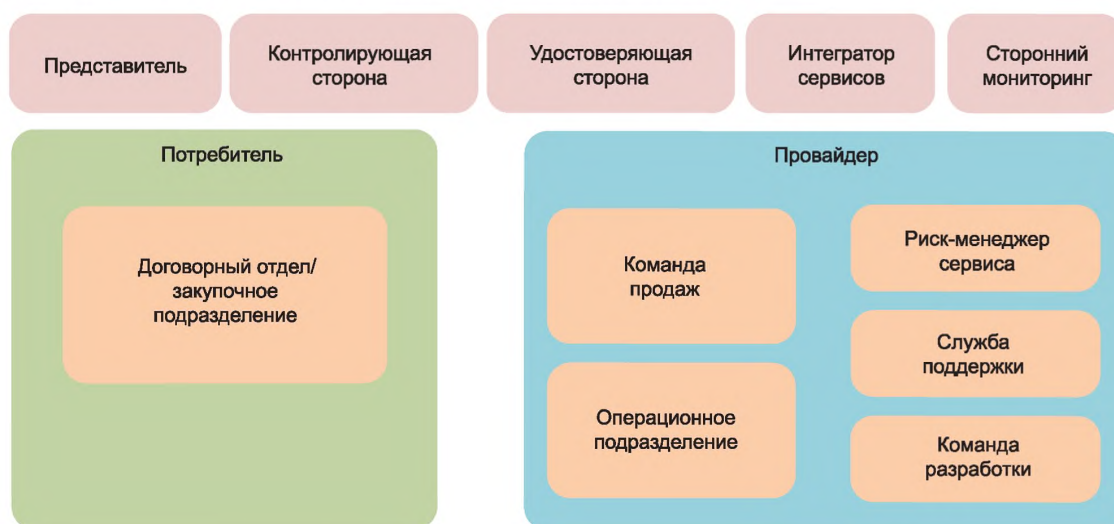 Представитель
Контролирующая
сторона
Удостоверяющая
сторона
Интегратор
сервисов
Сторонний
мониторинг
Потребитель
Договорный отдел/
закупочное
подразделение
Провайдер
Команда
продаж
Операционное
подразделение
Риск-менеджер
сервиса
Служба
поддержки
Команда
разработки